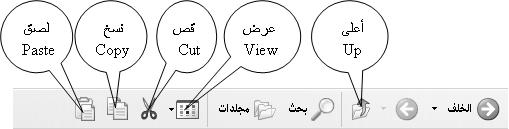 أعلى
Up
عرض
View
قص
Cut
نسخ
Copy
لصق
Paste
الخلف
بحث
مجلدات